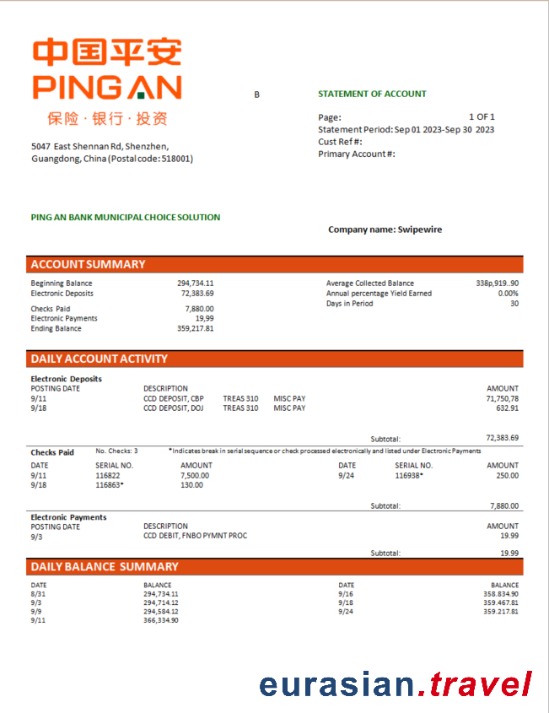 中国平安
PING AN
保险·银行·投资
B
STATEMENT OF ACCOUNT
5047 East Shennan Rd, Shenzhen,
Guangdong, China (Postal code: 518001)
Page: 1 OF 1
Statement Period: Sep 01 2023-Sep 30 2023
Cust Ref #:
Primary Account #:
PING AN BANK MUNICIPAL CHOICE SOLUTION
Company name: Swipewire
ACCOUNT SUMMARY
Beginning Balance 294,734.11 Average Collected Balance 338p,919..90
Electronic Deposits 72,383.69 Annual percentage Yield Earned 0.00%
Days in Period 30
Checks Paid 7,880.00
Electronic Payments 19,99
Ending Balance 359,217.81
DAILY ACCOUNT ACTIVITY
Electronic Deposits
POSTING DATE DESCRIPTION AMOUNT
9/11 CCD DEPOSIT, CBP TREAS 310 MISC PAY 71,750,78
9/18 CCD DEPOSIT, DOJ TREAS 310 MISC PAY 632.91
Subtotal: 72,383.69
Checks Paid No. Checks: 3 *Indicates break in serial sequence or check processed electronically and listed under Electronic Payments
DATE SERIAL NO. AMOUNT DATE SERIAL NO. AMOUNT
9/11 116822 7,500.00 9/24 116938* 250.00
9/18 116863* 130.00
Subtotal: 7,880.00
Electronic Payments
POSTING DATE DESCRIPTION AMOUNT
9/3 CCD DEBIT, FNBO PYMNT PROC 19.99
Subtotal: 19.99
DAILY BALANCE SUMMARY
DATE BALANCE DATE BALANCE
8/31 294,734.11 9/16 358.834.90
9/3 294,714.12 9/18 359.467.81
9/9 294,584.12 9/24 359.217.81
9/11 366,334.90
eurasian.travel